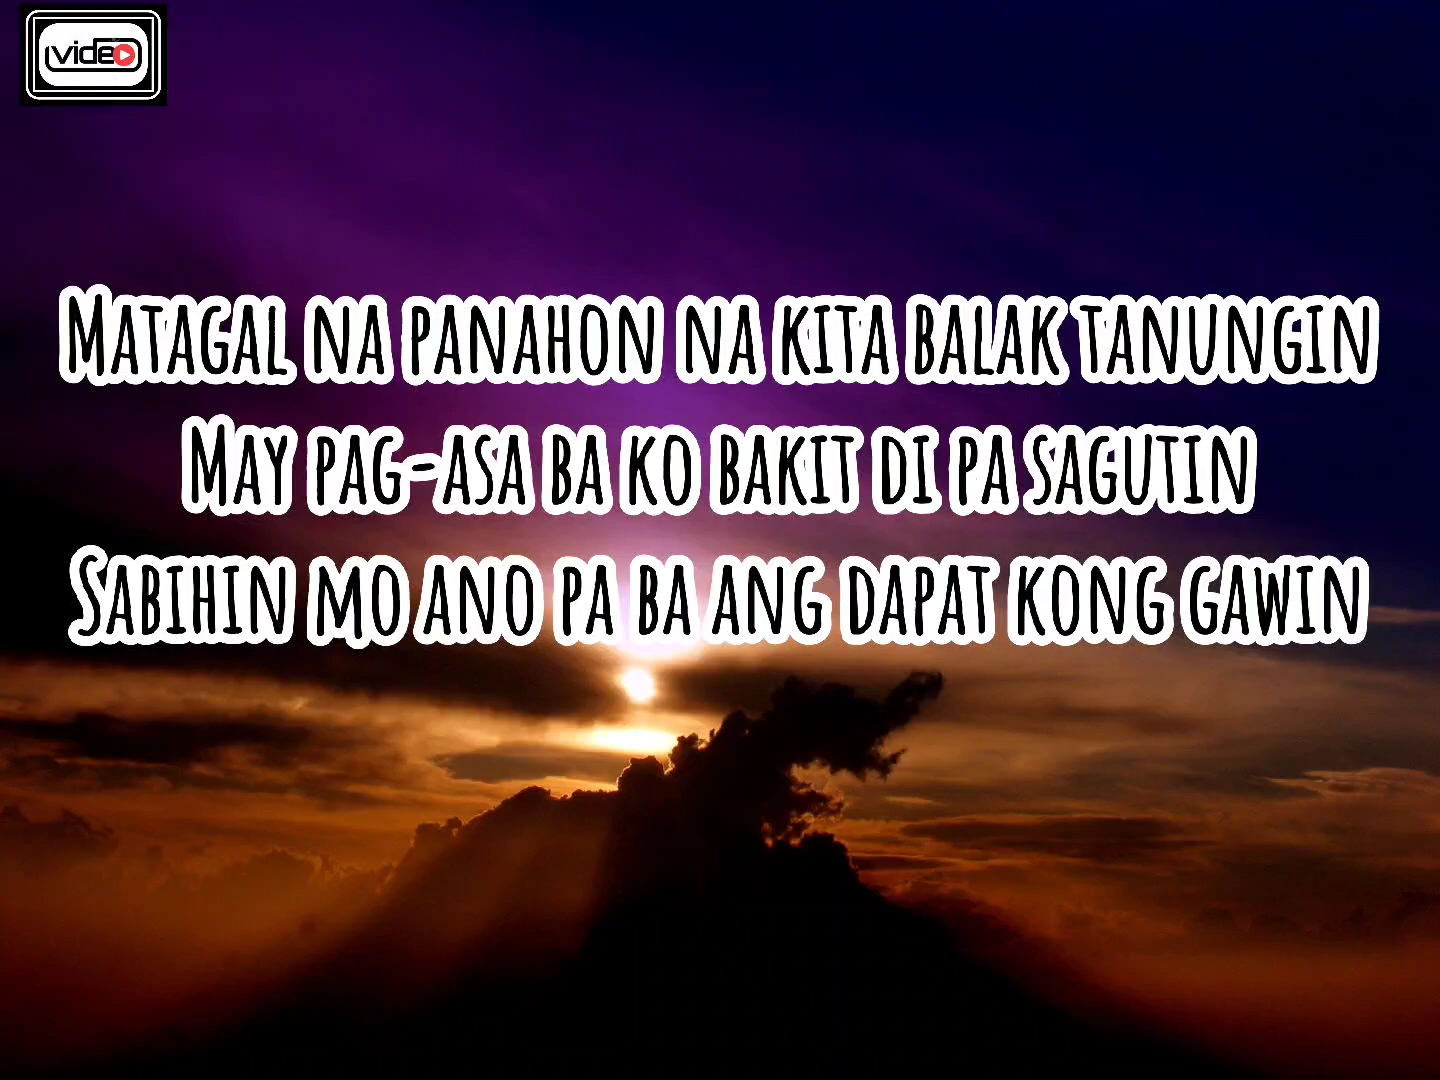 video
Matagal na panahon na kita balak tanungin
May pag-asa ba ko bakit di pa sagutin
Sabihin mo ano pa ba ang dapat kong gawin